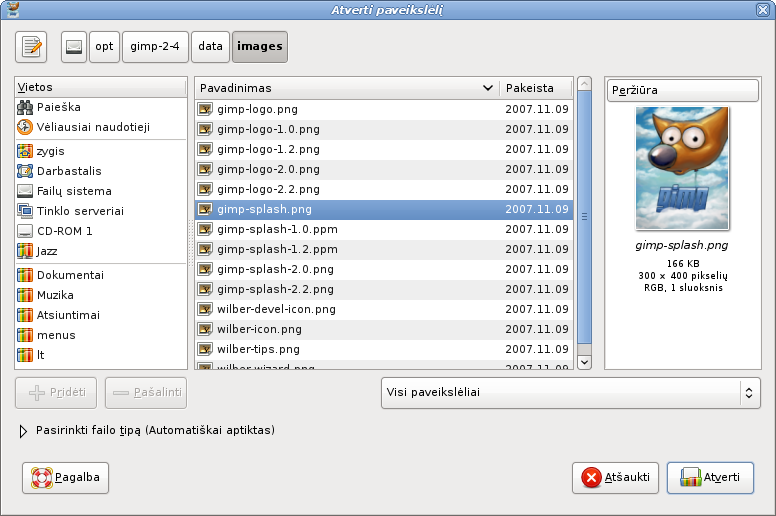 Atverti paveikslėlį
opt
gimp-2-4
data
images
Vietos
Paieška
Vėliausiai naudotieji
zygis
Darbastalis
Failų sistema
Tinklo serveriai
CD-ROM 1
Jazz
Dokumentai
Muzika
Atsiuntimai
menus
lt
Pavadinimas Pakeista
gimp-logo.png 2007.11.09
gimp-logo-1.0.png 2007.11.09
gimp-logo-1.2.png 2007.11.09
gimp-logo-2.0.png 2007.11.09
gimp-logo-2.2.png 2007.11.09
gimp-splash.png 2007.11.09
gimp-splash-1.0.ppm 2007.11.09
gimp-splash-1.2.ppm 2007.11.09
gimp-splash-2.0.png 2007.11.09
gimp-splash-2.2.png 2007.11.09
wilber-devel-icon.png 2007.11.09
wilber-icon.png 2007.11.09
wilber-tips.png 2007.11.09
wilber-wizard.png 2007.11.09
Peržiūra
gimp
gimp-splash.png
166 KB
300 × 400 pikselių
RGB, 1 sluoksnis
Pridėti
Pašalinti
Visi paveikslėliai
Pasirinkti failo tipą (Automatiškai aptiktas)
Pagalba
Atšaukti
Atverti